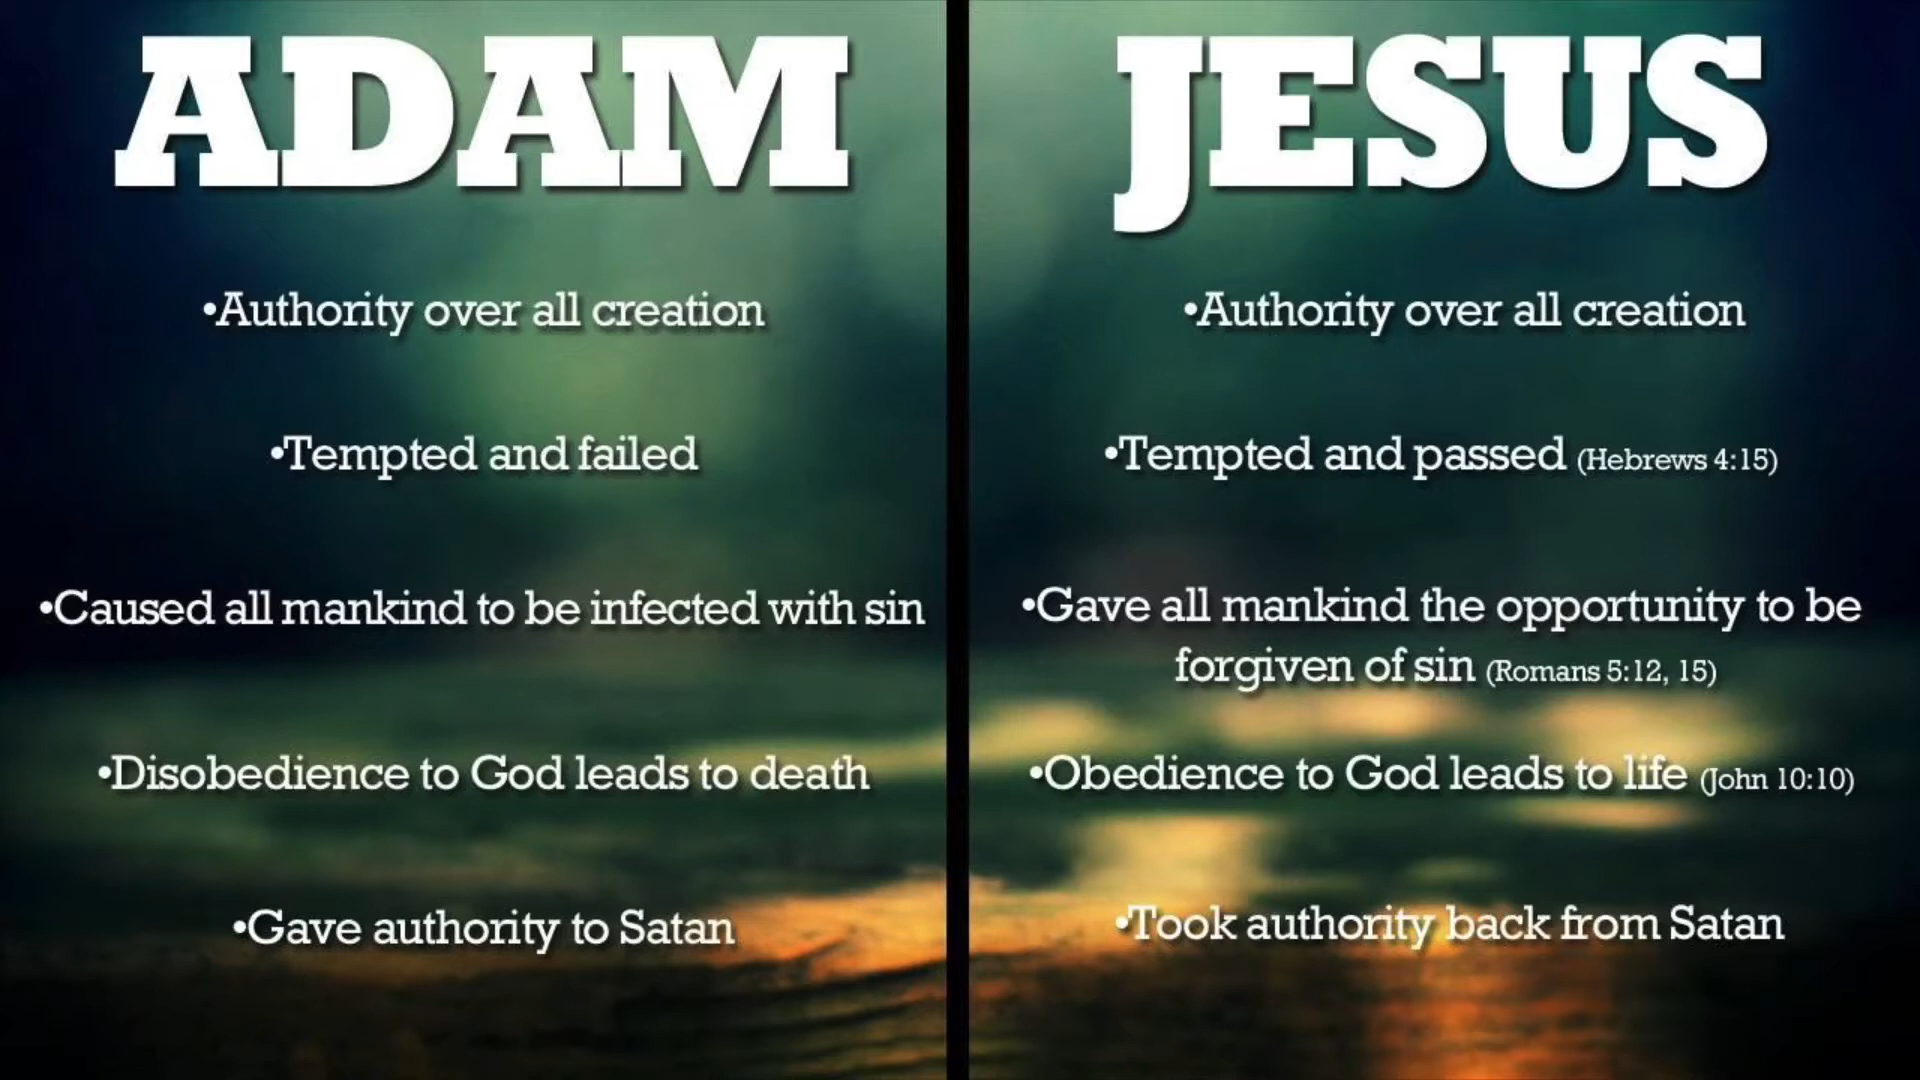 ADAM
•Authority over all creation
•Tempted and failed
•Caused all mankind to be infected with sin
•Disobedience to God leads to death
•Gave authority to Satan
JESUS
•Authority over all creation
•Tempted and passed (Hebrews 4:15)
•Gave all mankind the opportunity to be
forgiven of sin (Romans 5:12, 15)
•Obedience to God leads to life (John 10:10)
•Took authority back from Satan